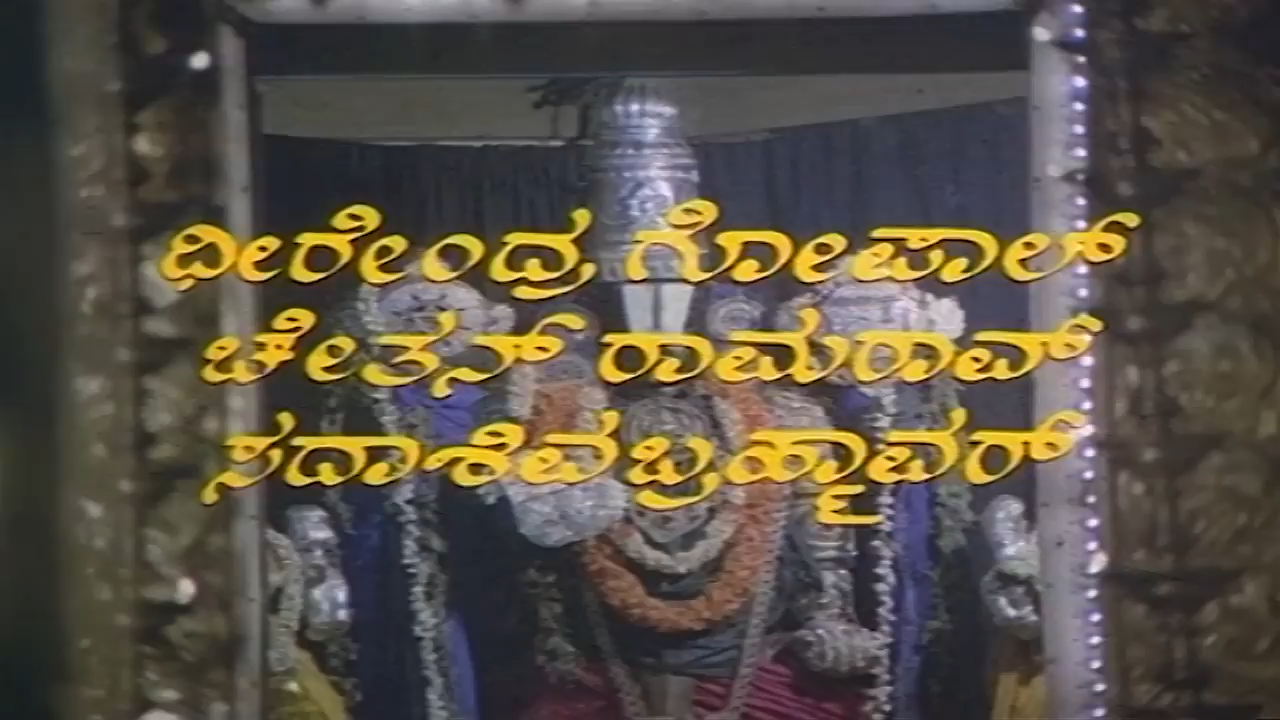 ಧೀರೇಂದ್ರ ಗೋಪಾಲ್
ಚೇತನ್ ರಾಮರಾವ್
ಸದಾಶಿವಬ್ರಹ್ಮಾವರ್